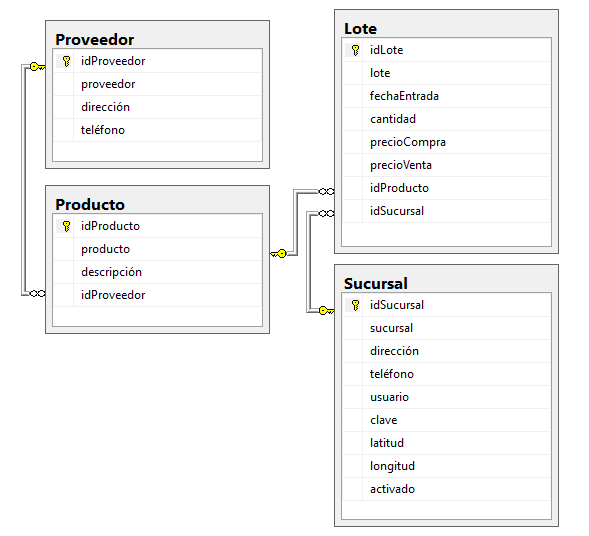 Proveedor
idProveedor
proveedor
dirección
teléfono
Producto
idProducto
producto
descripción
idProveedor
Lote
idLote
lote
fechaEntrada
cantidad
precioCompra
precioVenta
idProducto
idSucursal
Sucursal
idSucursal
sucursal
dirección
teléfono
usuario
clave
latitud
longitud
activado